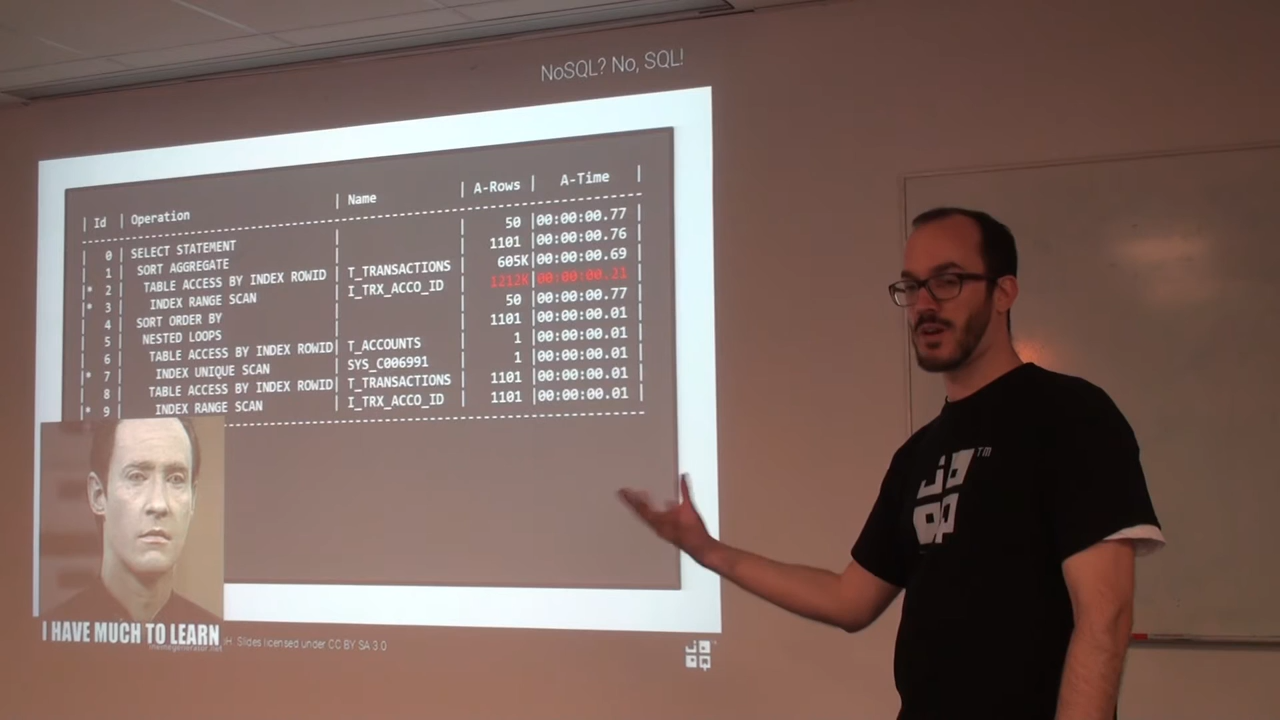 NoSQL? No, SQL!
| Id | Operation | Name | A-Rows | A-Time |
| 0 | SELECT STATEMENT | | 50 |00:00:00.77 |
| 1 | SORT AGGREGATE | | 1101 |00:00:00.76 |
|* 2 | TABLE ACCESS BY INDEX ROWID | T_TRANSACTIONS | 605K|00:00:00.69 |
|* 3 | INDEX RANGE SCAN | I_TRX_ACCO_ID | 1212K|00:00:00.21 |
| 4 | SORT ORDER BY | | 50 |00:00:00.77 |
| 5 | NESTED LOOPS | | 1101 |00:00:00.01 |
| 6 | TABLE ACCESS BY INDEX ROWID| T_ACCOUNTS | 1 |00:00:00.01 |
|* 7 | INDEX UNIQUE SCAN | SYS_C006991 | 1 |00:00:00.01 |
| 8 | TABLE ACCESS BY INDEX ROWID| T_TRANSACTIONS | 1101 |00:00:00.01 |
|* 9 | INDEX RANGE SCAN | I_TRX_ACCO_ID | 1101 |00:00:00.01 |
I HAVE MUCH TO LEARN
Slides licensed under CC BY SA 3.0
JOOQ
JOOQ™